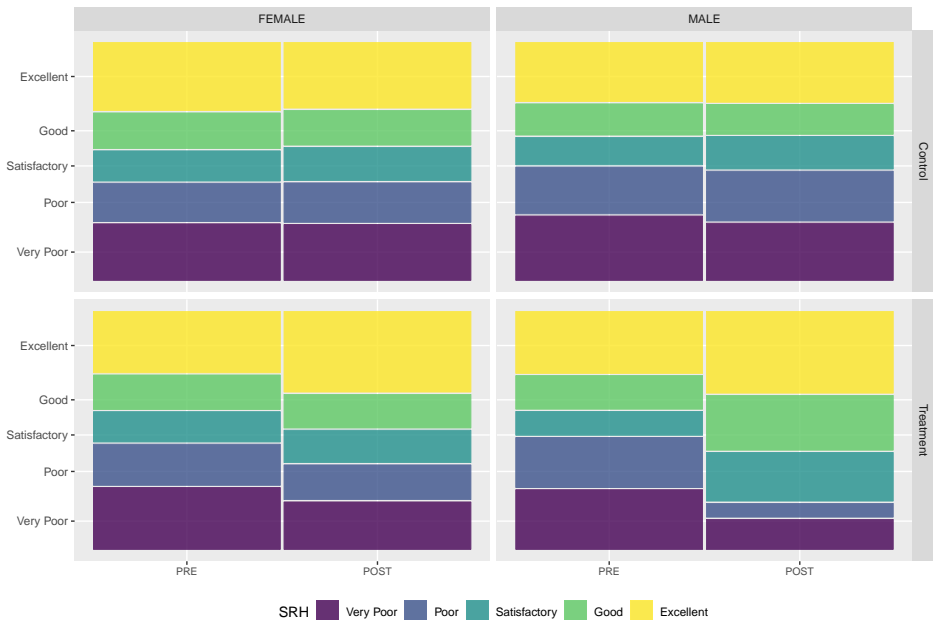 FEMALE
MALE
Excellent
Good
Satisfactory
Poor
Very Poor
Control
Excellent
Good
Satisfactory
Poor
Very Poor
Treatment
PRE
POST
PRE
POST
SRH Very Poor Poor Satisfactory Good Excellent